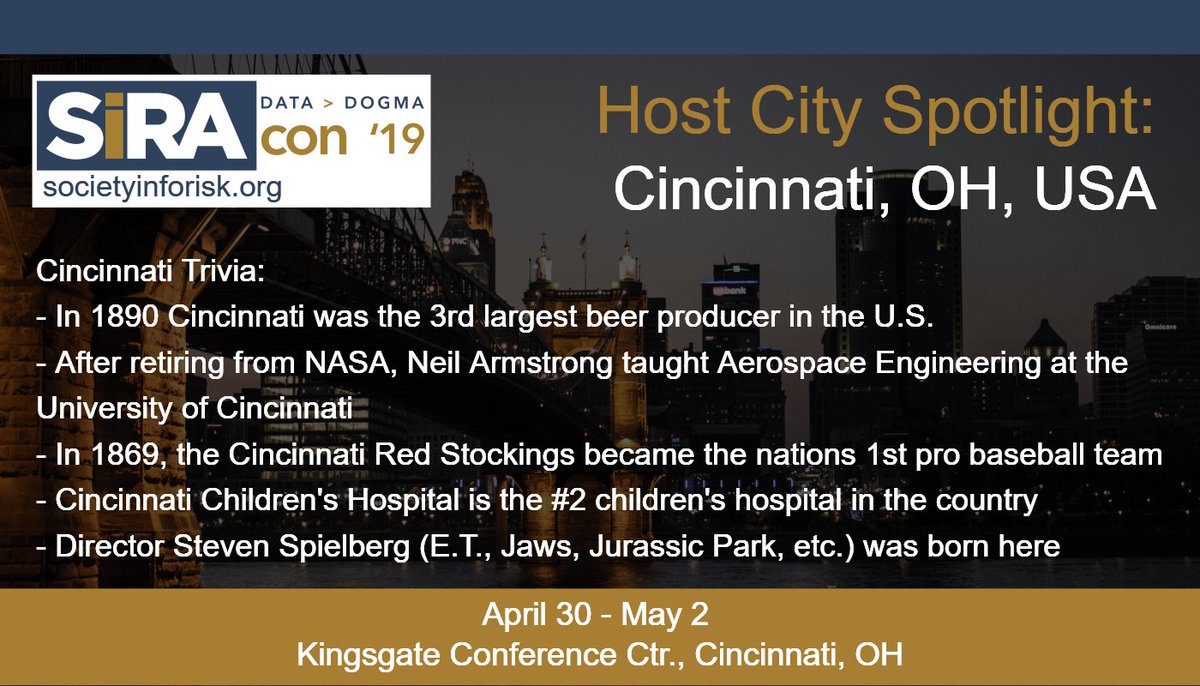 SiRA
DATA > DOGMA
con '19
societyinforisk.org
Host City Spotlight:
Cincinnati, OH, USA
Cincinnati Trivia:
- In 1890 Cincinnati was the 3rd largest beer producer in the U.S.
- After retiring from NASA, Neil Armstrong taught Aerospace Engineering at the
University of Cincinnati
- In 1869, the Cincinnati Red Stockings became the nations 1st pro baseball team
- Cincinnati Children's Hospital is the #2 children's hospital in the country
- Director Steven Spielberg (E.T., Jaws, Jurassic Park, etc.) was born here
PNC
usbank
Omnicare
April 30 - May 2
Kingsgate Conference Ctr., Cincinnati, OH